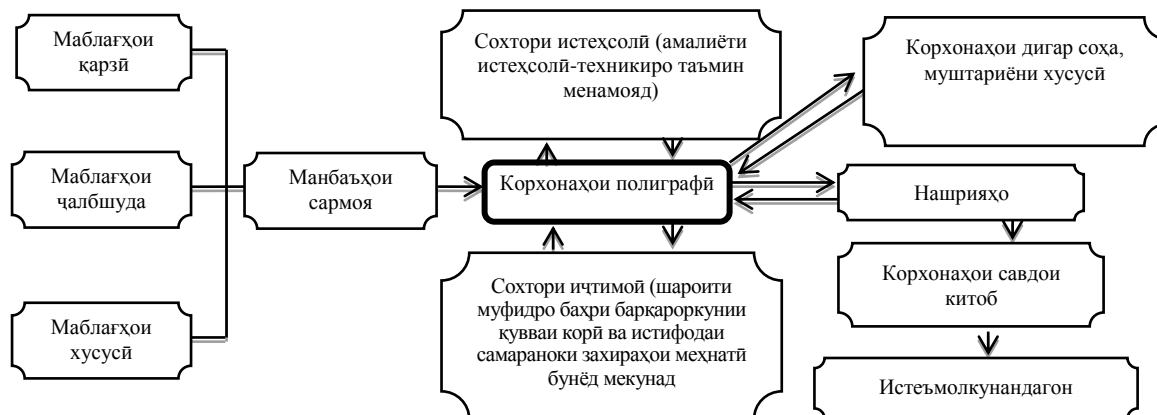 Маблағҳои
қарзӣ
Маблағҳои
ҷалбшуда
Маблағҳои
хусусӣ
Манбаъҳои
сармоя
Сохтори истеҳсолӣ (амалиёти
истеҳсолӣ-техникиро таъмин
менамояд)
Корхонаҳои полиграфӣ
Сохтори иҷтимоӣ (шароити
муфидро баҳри барқароркунии
қувваи корӣ ва истифодаи
самараноки захираҳои меҳнатӣ
бунёд мекунад
Корхонаҳои дигар соҳа,
муштариёни хусусӣ
Нашрияҳо
Корхонаҳои савдои
китоб
Истеъмолкунандагон